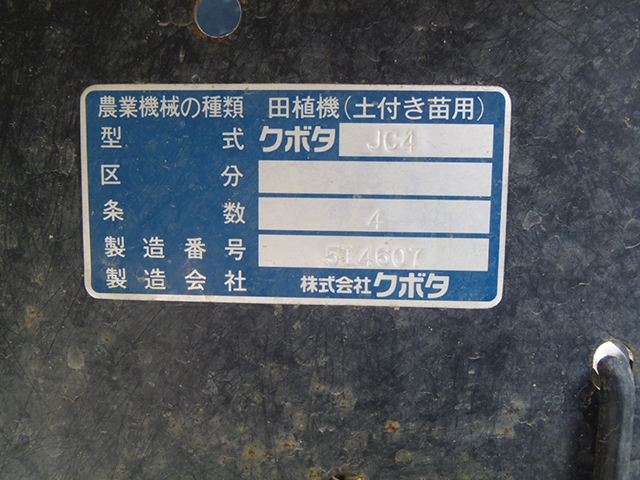 農業機械の種類 田植機(土付き苗用)
型式 クボタ JC4
区分
条数 4
製造番号 514607
製造会社 株式会社クボタ